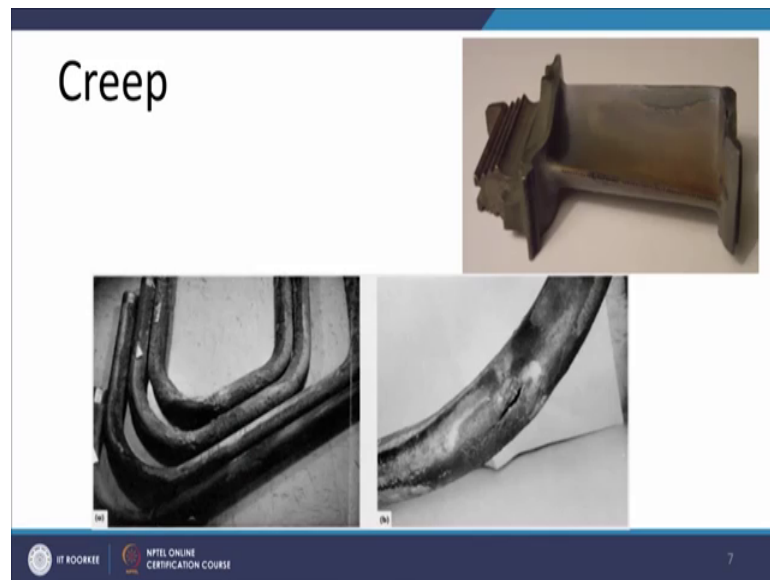 Creep
(a)
(b)
IIT ROORKEE
NPTEL ONLINE
CERTIFICATION COURSE
7